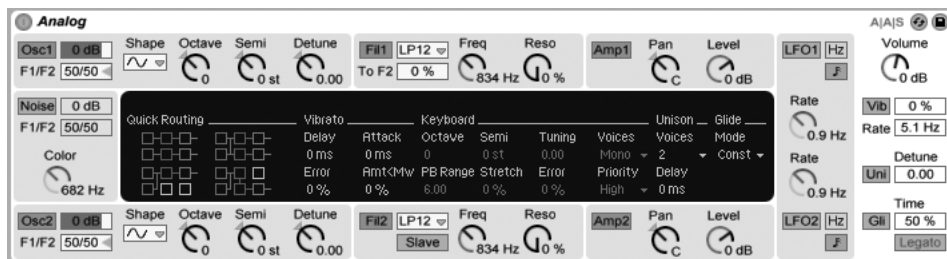 Analog A|A|S
Osc1 0 dB Shape Octave Semi Detune Fil1 LP12 Freq Reso Amp1 Pan Level LFO1 Hz Volume
F1/F2 50/50 0 0 st 0.00 To F2 0 % 834 Hz 0 % C 0 dB 0 dB
Noise 0 dB Quick Routing Vibrato Keyboard Unison Glide Rate Vib 0 %
F1/F2 50/50 Delay Attack Octave Semi Tuning Voices Voices Mode 0.9 Hz Rate 5.1 Hz
Color 0 ms 0 ms 0 0 st 0.00 Mono 2 Const Rate Detune
682 Hz Error Amt<Mw PB Range Stretch Error Priority Delay 0.9 Hz Uni 0.00
0 % 0 % 6.00 0 % 0 % High 0 ms
Osc2 0 dB Shape Octave Semi Detune Fil2 LP12 Freq Reso Amp2 Pan Level LFO2 Hz Time
Gli 50 %
F1/F2 50/50 0 0 st 0.00 Slave 834 Hz 0 % C 0 dB Legato